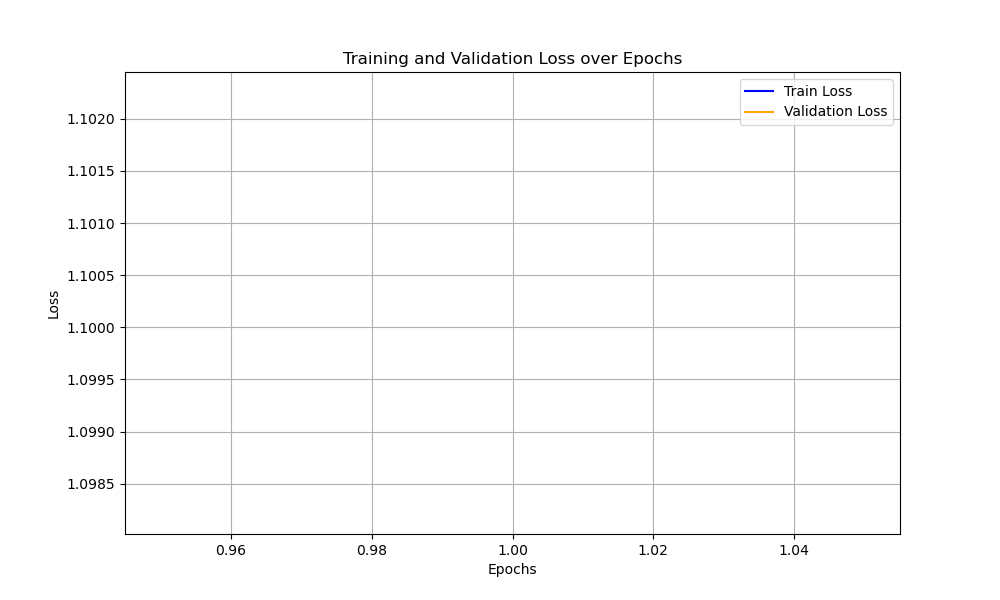 Training and Validation Loss over Epochs
Train Loss
Validation Loss
1.1020
1.1015
1.1010
1.1005
1.1000
1.0995
1.0990
1.0985
Loss
0.96 0.98 1.00 1.02 1.04
Epochs